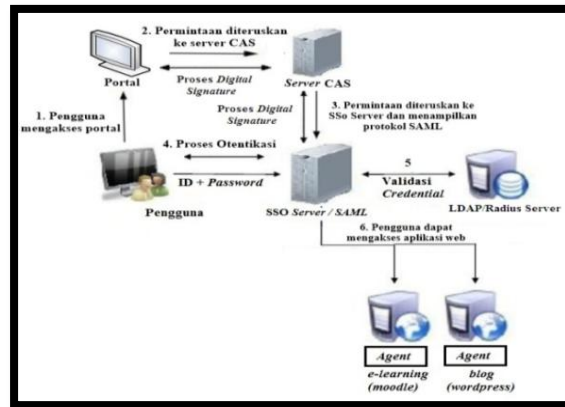 2. Permintaan diteruskan
ke server CAS
Proses Digital
Signature
Portal
Server CAS
1. Pengguna
mengakses portal
Proses Digital
Signature
3. Permintaan diteruskan ke
SSo Server dan menampilkan
protokol SAML
4. Proses Otentikasi
ID + Password
Pengguna
SSO Server / SAML
5
Validasi
Credential
LDAP/Radius Server
6. Pengguna dapat
mengakses aplikasi web
Agent
e-learning
(moodle)
Agent
blog
(wordpress)